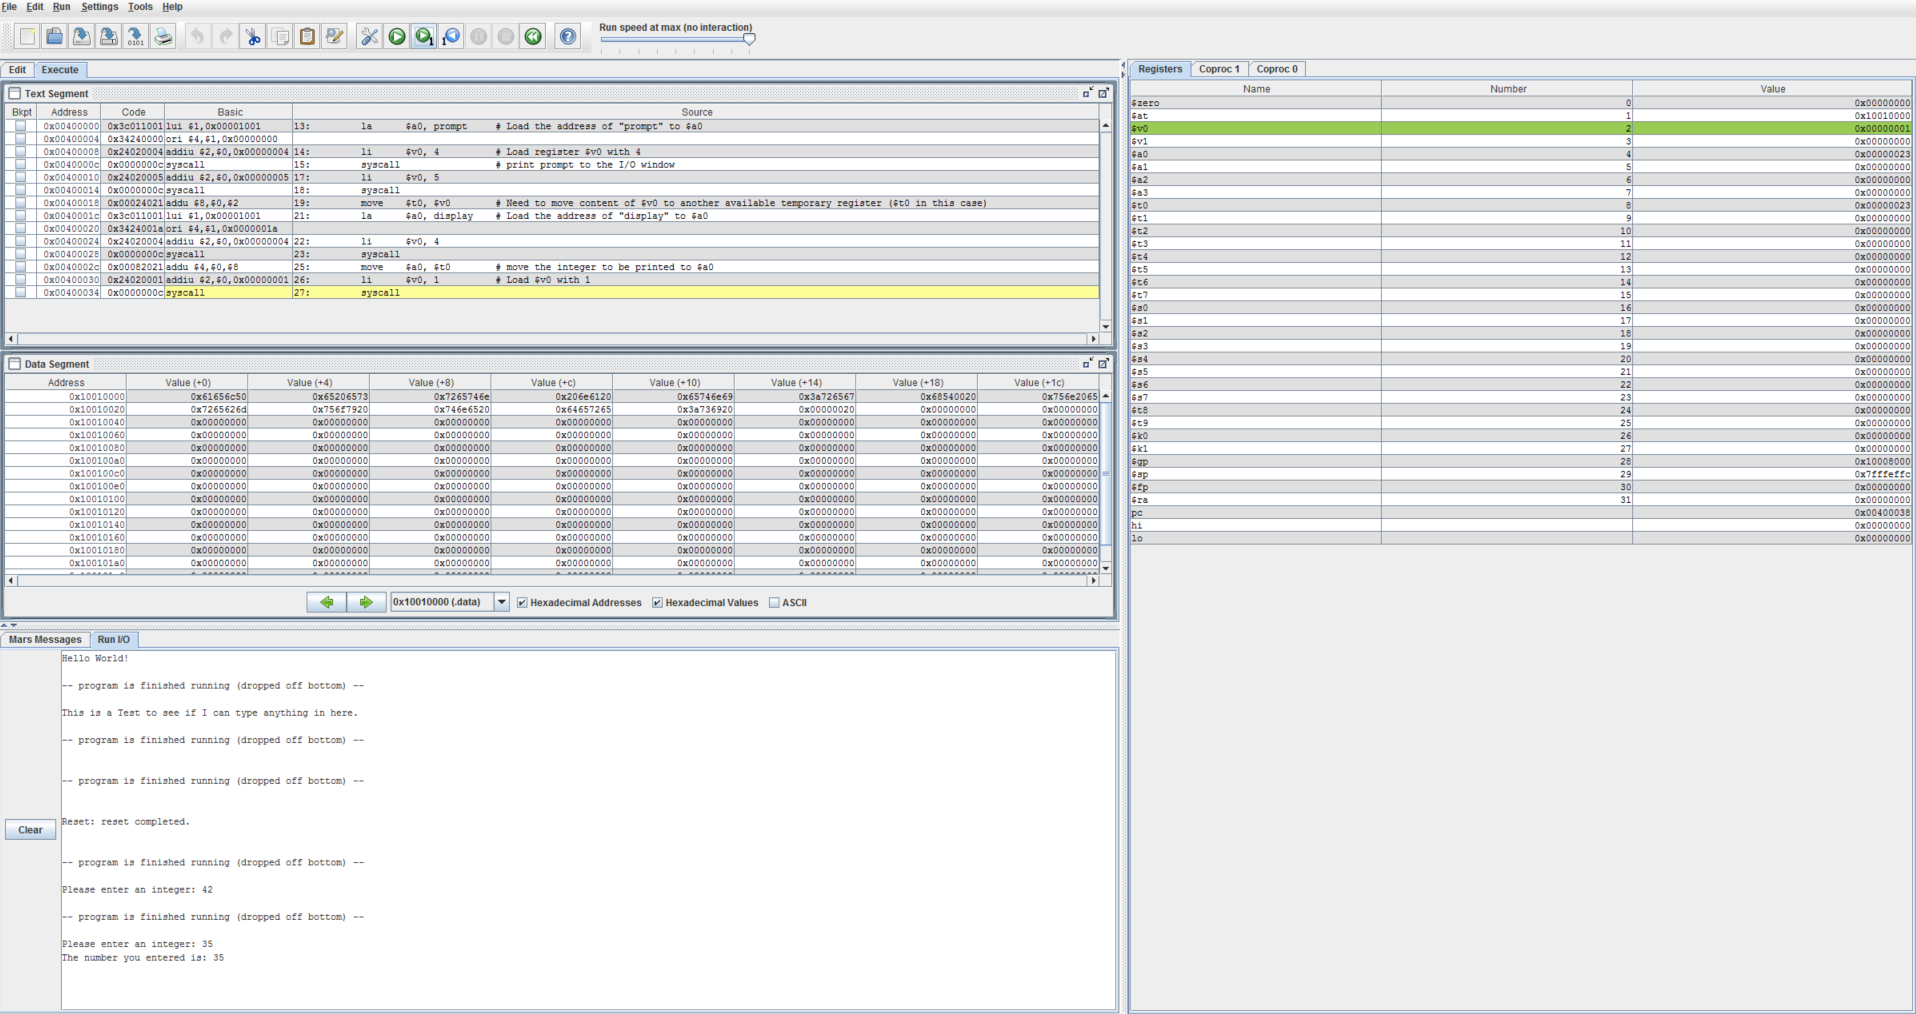 File Edit Run Settings Tools Help
Run speed at max (no interaction)
Edit Execute
Text Segment
Bkpt Address Code Basic Source
0x00400000 0x3c011001 lui $1,0x00001001 13: la $a0, prompt # Load the address of "prompt" to $a0
0x00400004 0x34240000 ori $4,$1,0x00000000
0x00400008 0x24020004 addiu $2,$0,0x00000004 14: li $v0, 4 # Load register $v0 with 4
0x0040000c 0x0000000c syscall 15: syscall # print prompt to the I/O window
0x00400010 0x24020005 addiu $2,$0,0x00000005 17: li $v0, 5
0x00400014 0x0000000c syscall 18: syscall
0x00400018 0x00024021 addu $8,$0,$2 19: move $t0, $v0 # Need to move content of $v0 to another available temporary register ($t0 in this case)
0x0040001c 0x3c011001 lui $1,0x00001001 21: la $a0, display # Load the address of "display" to $a0
0x00400020 0x3424001a ori $4,$1,0x0000001a
0x00400024 0x24020004 addiu $2,$0,0x00000004 22: li $v0, 4
0x00400028 0x0000000c syscall 23: syscall
0x0040002c 0x00082021 addu $4,$0,$8 25: move $a0, $t0 # move the integer to be printed to $a0
0x00400030 0x24020001 addiu $2,$0,0x00000001 26: li $v0, 1 # Load $v0 with 1
0x00400034 0x0000000c syscall 27: syscall
Data Segment
Address Value (+0) Value (+4) Value (+8) Value (+c) Value (+10) Value (+14) Value (+18) Value (+1c)
0x10010000 0x61656c50 0x65206573 0x7265746e 0x206e6120 0x65746e69 0x3a726567 0x68540020 0x756e2065
0x10010020 0x7265626d 0x756f7920 0x746e6520 0x64657265 0x3a736920 0x00000020 0x00000000 0x00000000
0x10010040 0x00000000 0x00000000 0x00000000 0x00000000 0x00000000 0x00000000 0x00000000 0x00000000
0x10010060 0x00000000 0x00000000 0x00000000 0x00000000 0x00000000 0x00000000 0x00000000 0x00000000
0x10010080 0x00000000 0x00000000 0x00000000 0x00000000 0x00000000 0x00000000 0x00000000 0x00000000
0x100100a0 0x00000000 0x00000000 0x00000000 0x00000000 0x00000000 0x00000000 0x00000000 0x00000000
0x100100c0 0x00000000 0x00000000 0x00000000 0x00000000 0x00000000 0x00000000 0x00000000 0x00000000
0x100100e0 0x00000000 0x00000000 0x00000000 0x00000000 0x00000000 0x00000000 0x00000000 0x00000000
0x10010100 0x00000000 0x00000000 0x00000000 0x00000000 0x00000000 0x00000000 0x00000000 0x00000000
0x10010120 0x00000000 0x00000000 0x00000000 0x00000000 0x00000000 0x00000000 0x00000000 0x00000000
0x10010140 0x00000000 0x00000000 0x00000000 0x00000000 0x00000000 0x00000000 0x00000000 0x00000000
0x10010160 0x00000000 0x00000000 0x00000000 0x00000000 0x00000000 0x00000000 0x00000000 0x00000000
0x10010180 0x00000000 0x00000000 0x00000000 0x00000000 0x00000000 0x00000000 0x00000000 0x00000000
0x100101a0 0x00000000 0x00000000 0x00000000 0x00000000 0x00000000 0x00000000 0x00000000 0x00000000
0x10010000 (.data) Hexadecimal Addresses Hexadecimal Values ASCII
Mars Messages Run I/O
Clear
Hello World!
-- program is finished running (dropped off bottom) --
This is a Test to see if I can type anything in here.
-- program is finished running (dropped off bottom) --
-- program is finished running (dropped off bottom) --
Reset: reset completed.
-- program is finished running (dropped off bottom) --
Please enter an integer: 42
-- program is finished running (dropped off bottom) --
Please enter an integer: 35
The number you entered is: 35
Registers Coproc 1 Coproc 0
Name Number Value
$zero 0 0x00000000
$at 1 0x10010000
$v0 2 0x00000001
$v1 3 0x00000000
$a0 4 0x00000023
$a1 5 0x00000000
$a2 6 0x00000000
$a3 7 0x00000000
$t0 8 0x00000023
$t1 9 0x00000000
$t2 10 0x00000000
$t3 11 0x00000000
$t4 12 0x00000000
$t5 13 0x00000000
$t6 14 0x00000000
$t7 15 0x00000000
$s0 16 0x00000000
$s1 17 0x00000000
$s2 18 0x00000000
$s3 19 0x00000000
$s4 20 0x00000000
$s5 21 0x00000000
$s6 22 0x00000000
$s7 23 0x00000000
$t8 24 0x00000000
$t9 25 0x00000000
$k0 26 0x00000000
$k1 27 0x00000000
$gp 28 0x10008000
$sp 29 0x7fffeffc
$fp 30 0x00000000
$ra 31 0x00000000
pc 0x00400038
hi 0x00000000
lo 0x00000000